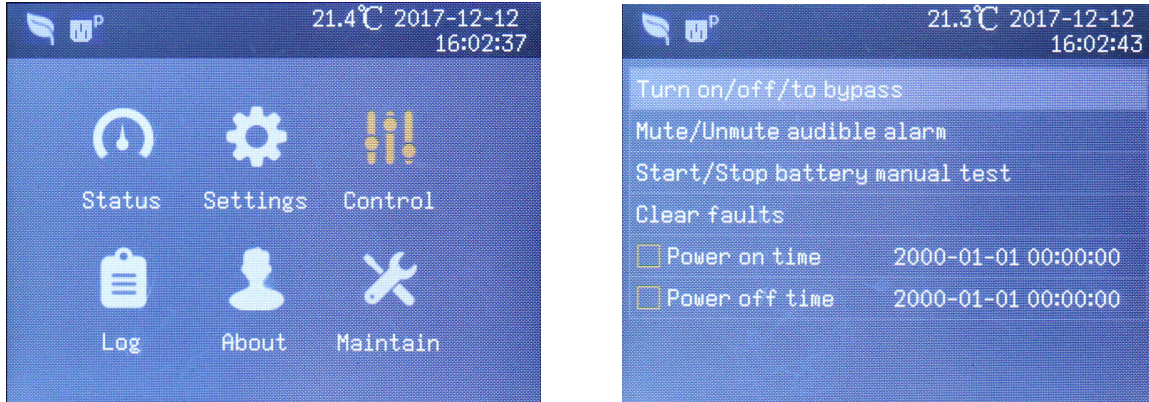 P
21.4℃ 2017-12-12
16:02:37
Status Settings Control
Log About Maintain
P
21.3℃ 2017-12-12
16:02:43
Turn on/off/to bypass
Mute/Unmute audible alarm
Start/Stop battery manual test
Clear faults
Power on time 2000-01-01 00:00:00
Power off time 2000-01-01 00:00:00